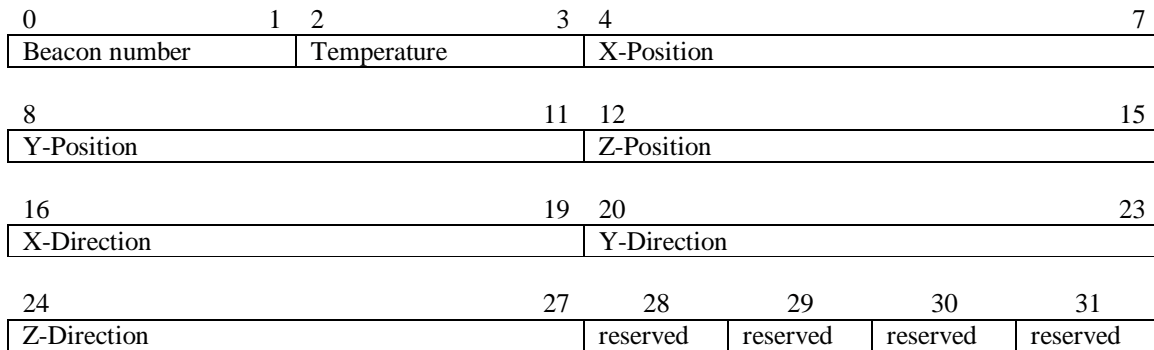 0 1 2 3 4 7
Beacon number Temperature X-Position
8 11 12 15
Y-Position Z-Position
16 19 20 23
X-Direction Y-Direction
24 27 28 29 30 31
Z-Direction reserved reserved reserved reserved